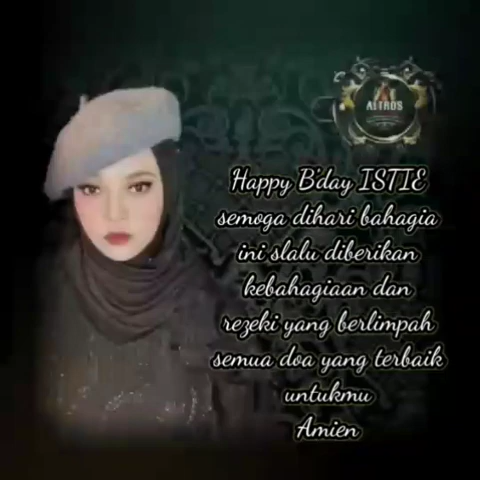 AITROS
Happy B'day ISTIE
semoga dihari bahagia
ini slalu diberikan
kebahagiaan dan
rezeki yang berlimpah
semua doa yang terbaik
untukmu
Amien